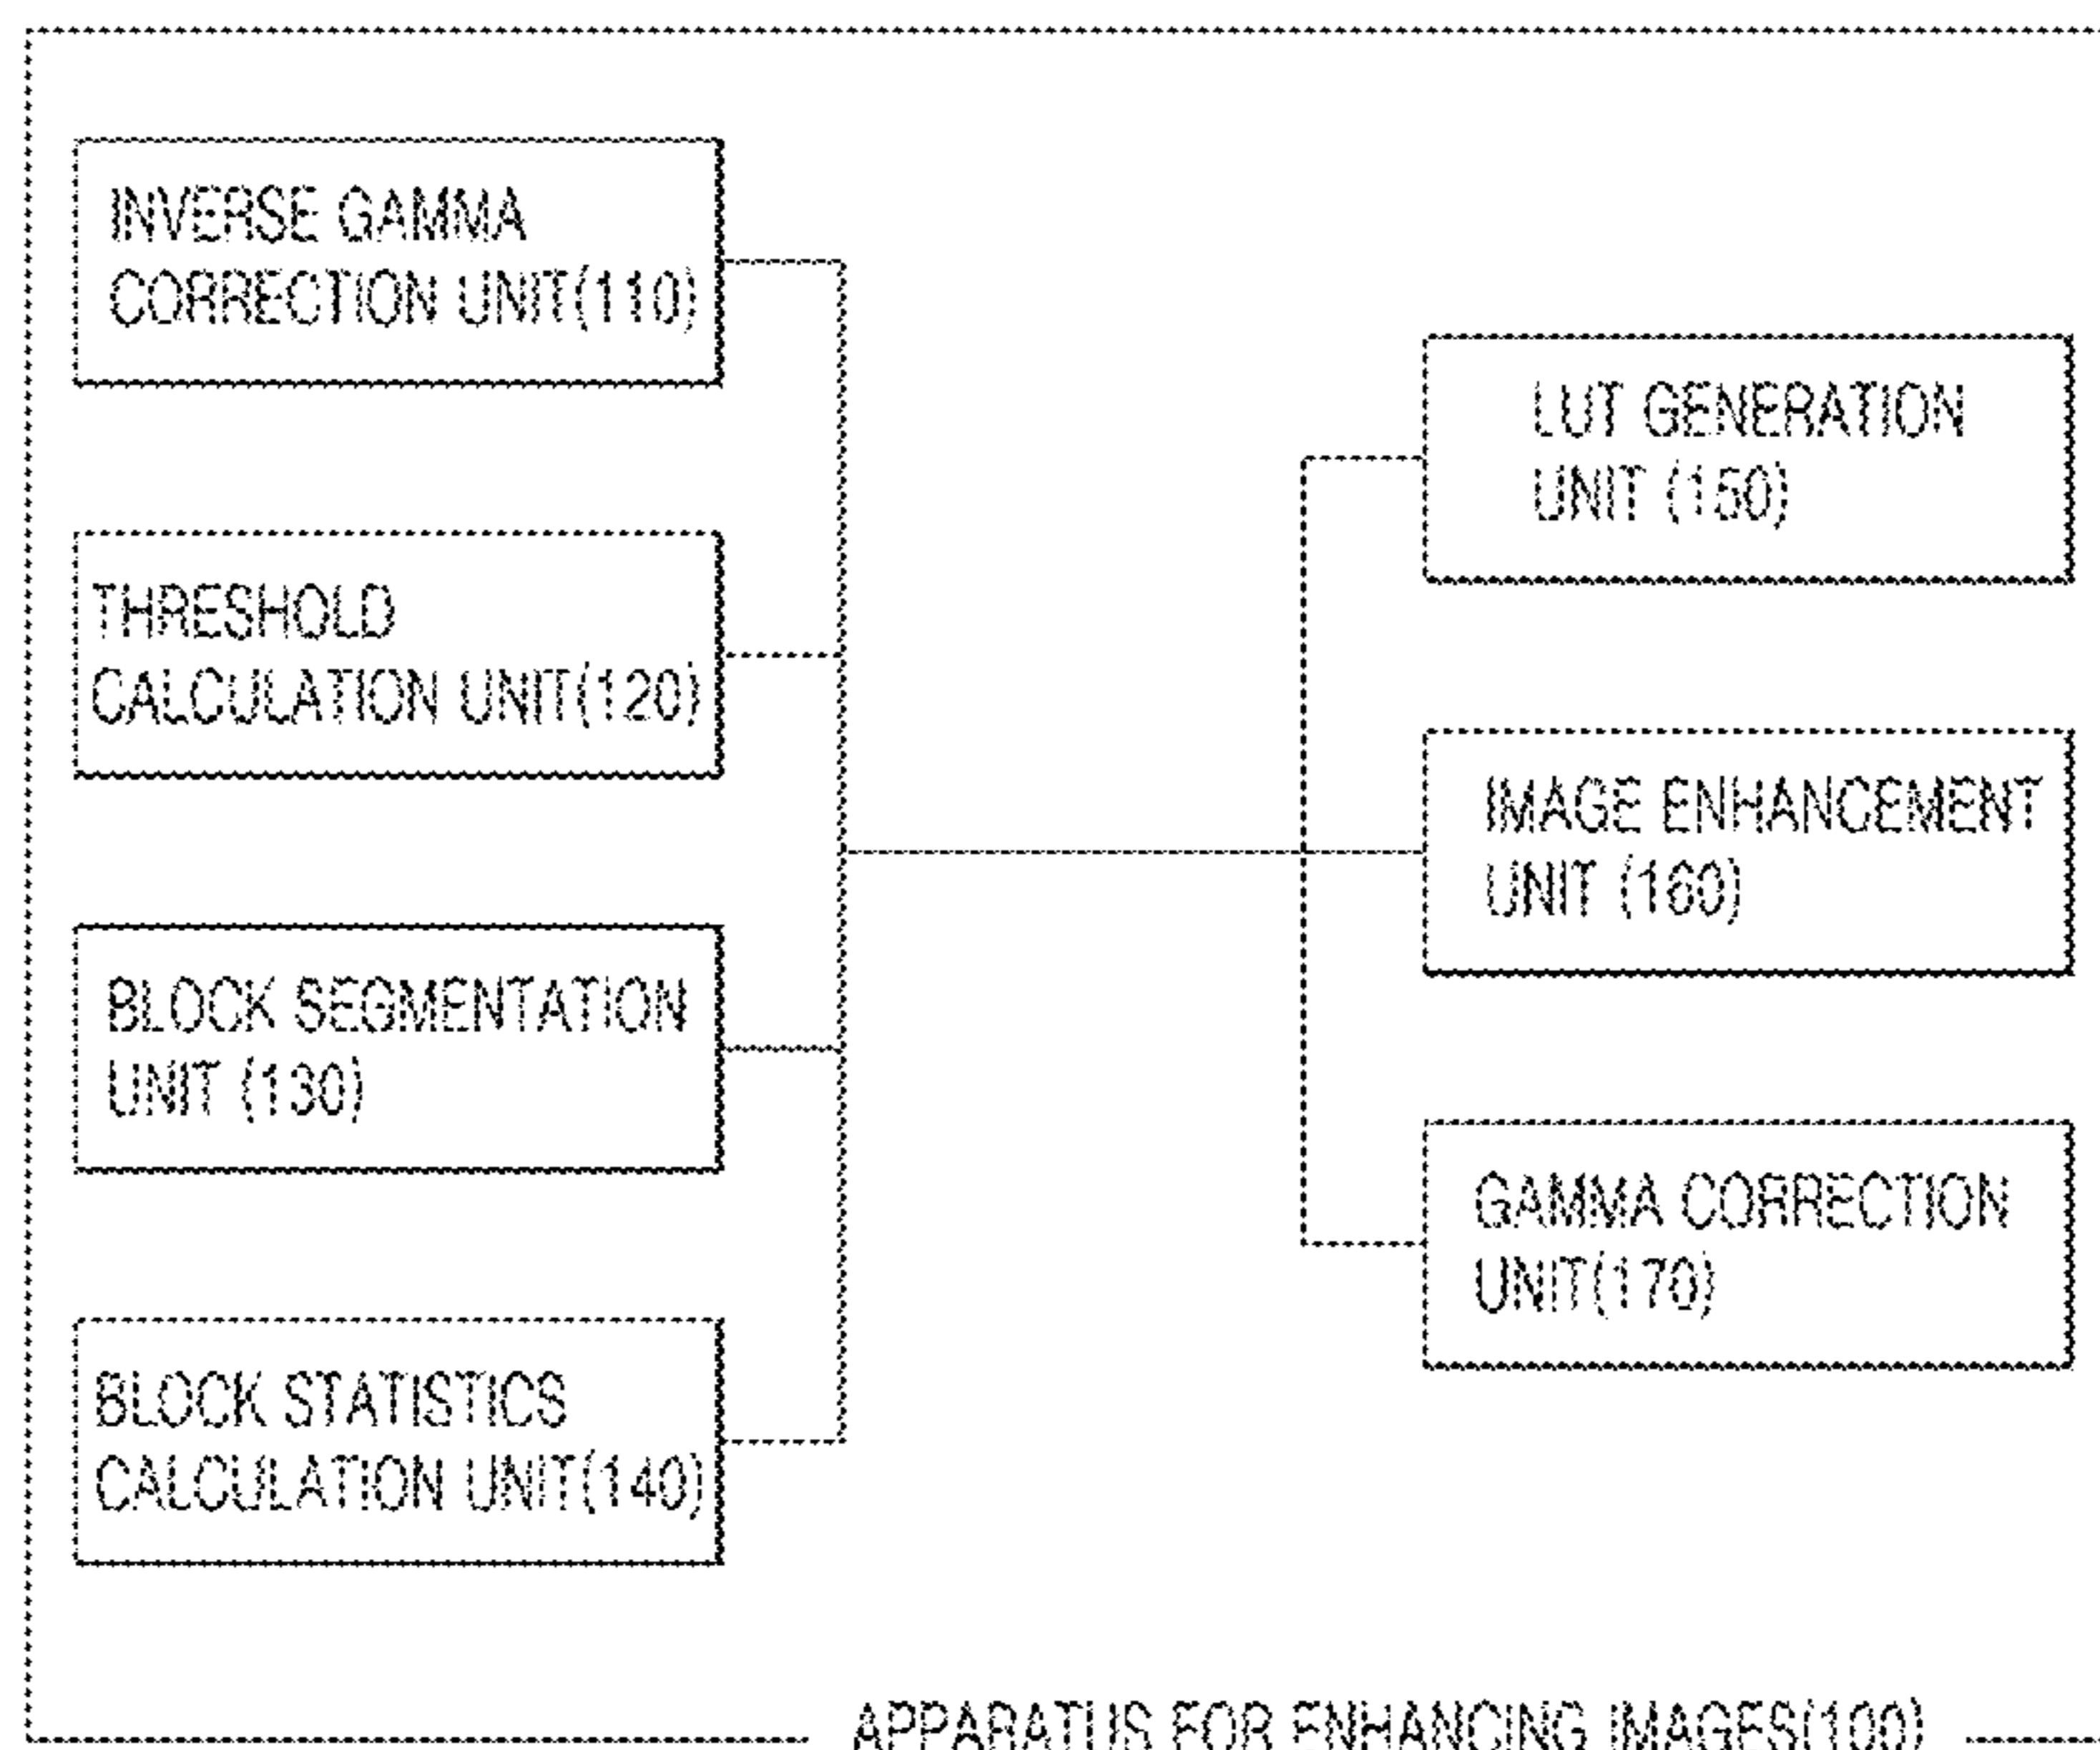 INVERSE GAMMA
CORRECTION UNIT(110)
THRESHOLD
CALCULATION UNIT(120)
BLOCK SEGMENTATION
UNIT (130)
BLOCK STATISTICS
CALCULATION UNIT(140)
LUT GENERATION
UNIT (150)
IMAGE ENHANCEMENT
UNIT (160)
GAMMA CORRECTION
UNIT(170)
APPARATUS FOR ENHANCING IMAGES(100)